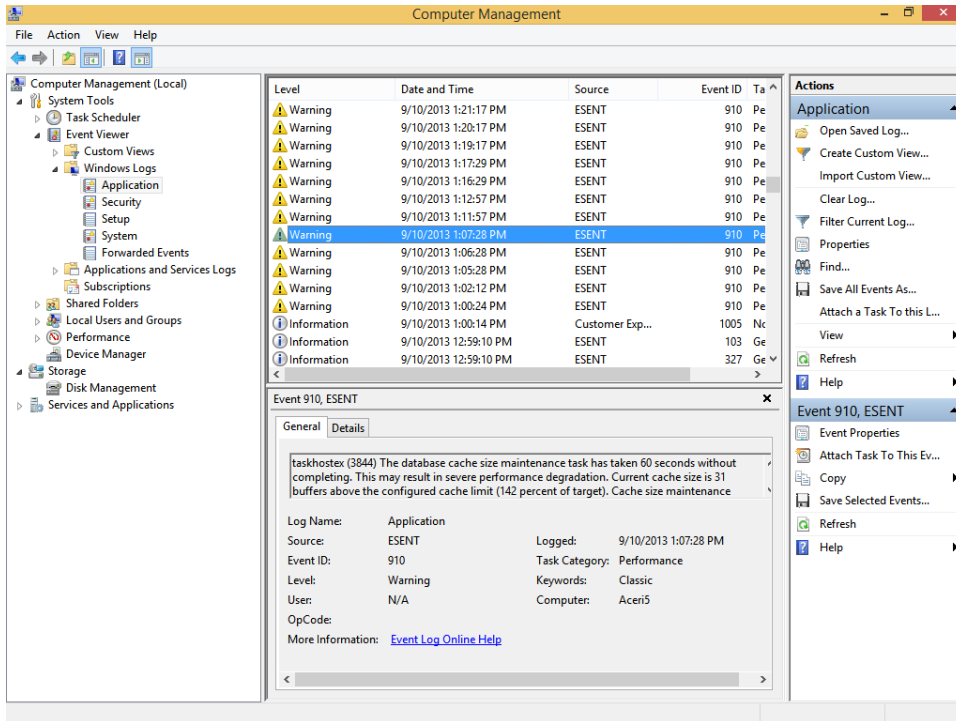 Computer Management
File Action View Help
Computer Management (Local)
System Tools
Task Scheduler
Event Viewer
Custom Views
Windows Logs
Application
Security
Setup
System
Forwarded Events
Applications and Services Logs
Subscriptions
Shared Folders
Local Users and Groups
Performance
Device Manager
Storage
Disk Management
Services and Applications
Level Date and Time Source Event ID Ta
Warning 9/10/2013 1:21:17 PM ESENT 910 Pe
Warning 9/10/2013 1:20:17 PM ESENT 910 Pe
Warning 9/10/2013 1:19:17 PM ESENT 910 Pe
Warning 9/10/2013 1:17:29 PM ESENT 910 Pe
Warning 9/10/2013 1:16:29 PM ESENT 910 Pe
Warning 9/10/2013 1:12:57 PM ESENT 910 Pe
Warning 9/10/2013 1:11:57 PM ESENT 910 Pe
Warning 9/10/2013 1:07:28 PM ESENT 910 Pe
Warning 9/10/2013 1:06:28 PM ESENT 910 Pe
Warning 9/10/2013 1:05:28 PM ESENT 910 Pe
Warning 9/10/2013 1:02:12 PM ESENT 910 Pe
Warning 9/10/2013 1:00:24 PM ESENT 910 Pe
Information 9/10/2013 1:00:14 PM Customer Exp... 1005 Nc
Information 9/10/2013 12:59:10 PM ESENT 103 Ge
Information 9/10/2013 12:59:10 PM ESENT 327 Ge
Event 910, ESENT
General Details
taskhostex (3844) The database cache size maintenance task has taken 60 seconds without
completing. This may result in severe performance degradation. Current cache size is 31
buffers above the configured cache limit (142 percent of target). Cache size maintenance
Log Name: Application
Source: ESENT Logged: 9/10/2013 1:07:28 PM
Event ID: 910 Task Category: Performance
Level: Warning Keywords: Classic
User: N/A Computer: Aceri5
OpCode:
More Information: Event Log Online Help
Actions
Application
Open Saved Log...
Create Custom View...
Import Custom View...
Clear Log...
Filter Current Log...
Properties
Find...
Save All Events As...
Attach a Task To this L...
View
Refresh
Help
Event 910, ESENT
Event Properties
Attach Task To This Ev...
Copy
Save Selected Events...
Refresh
Help